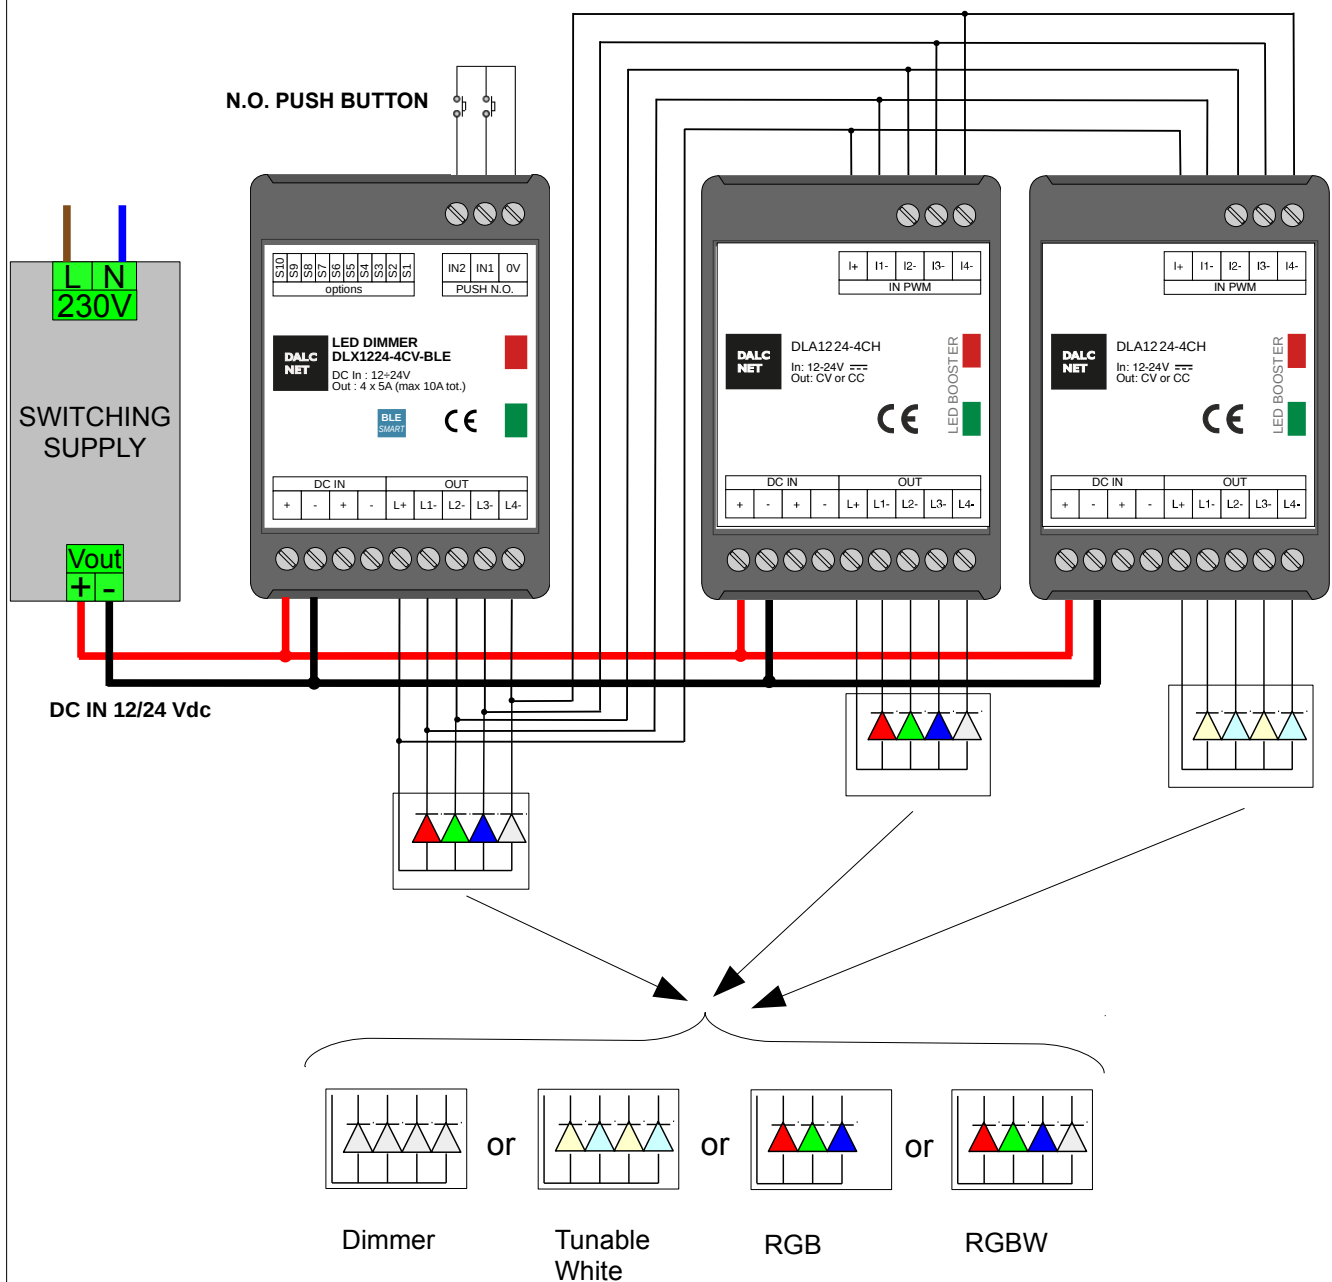 N.O. PUSH BUTTON
L N
230V
SWITCHING
SUPPLY
Vout
+ -
DC IN 12/24 Vdc
S10 S9 S8 S7 S6 S5 S4 S3 S2 S1
options
IN2 IN1 0V
PUSH N.O.
DALC
NET
LED DIMMER
DLX1224-4CV-BLE
DC In : 12÷24V
Out : 4 x 5A (max 10A tot.)
BLE
SMART
CE
DC IN OUT
+ - + - L+ L1- L2- L3- L4-
I+ I1- I2- I3- I4-
IN PWM
DALC
NET
DLA1224-4CH
In: 12-24V
Out: CV or CC
CE
LED BOOSTER
DC IN OUT
+ - + - L+ L1- L2- L3- L4-
I+ I1- I2- I3- I4-
IN PWM
DALC
NET
DLA1224-4CH
In: 12-24V
Out: CV or CC
CE
LED BOOSTER
DC IN OUT
+ - + - L+ L1- L2- L3- L4-
or or or
Dimmer
Tunable
White
RGB
RGBW